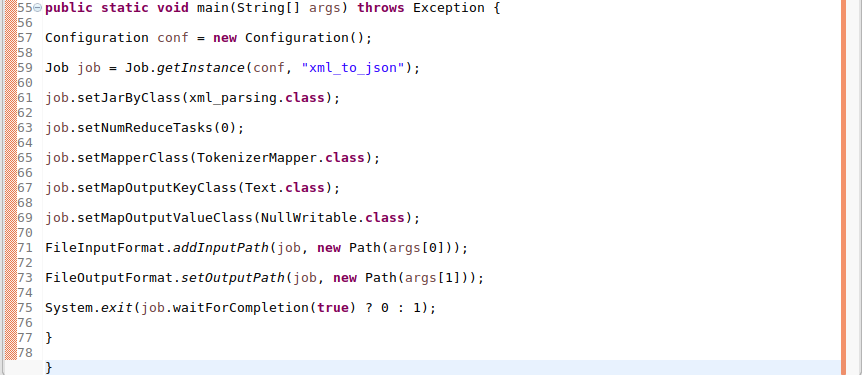 55 public static void main(String[] args) throws Exception {
56
57 Configuration conf = new Configuration();
58
59 Job job = Job.getInstance(conf, "xml_to_json");
60
61 job.setJarByClass(xml_parsing.class);
62
63 job.setNumReduceTasks(0);
64
65 job.setMapperClass(TokenizerMapper.class);
66
67 job.setMapOutputKeyClass(Text.class);
68
69 job.setMapOutputValueClass(NullWritable.class);
70
71 FileInputFormat.addInputPath(job, new Path(args[0]));
72
73 FileOutputFormat.setOutputPath(job, new Path(args[1]));
74
75 System.exit(job.waitForCompletion(true) ? 0 : 1);
76
77 }
78
}